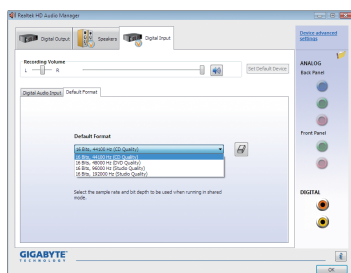 Realtek HD Audio Manager
Digital Output
Speakers
Digital Input
Device advanced
settings
Recording Volume
L
R
Set Default Device
ANALOG
Back Panel
Digital Audio Input
Default Format
Default Format
16 Bits, 44100 Hz (CD Quality)
16 Bits, 44100 Hz (CD Quality)
16 Bits, 48000 Hz (DVD Quality)
16 Bits, 96000 Hz (Studio Quality)
16 Bits, 192000 Hz (Studio Quality)
Front Panel
Select the sample rate and bit depth to be used when running in shared
mode.
DIGITAL
GIGABYTE
TECHNOLOGY
i
OK